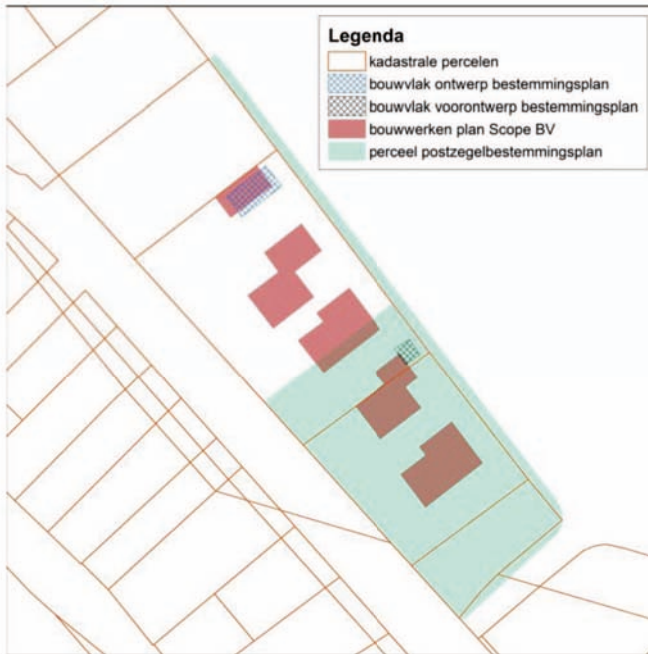 Legenda
kadastrale percelen
bouwvlak ontwerp bestemmingsplan
bouwvlak voorontwerp bestemmingsplan
bouwwerken plan Scope BV
perceel postzegelbestemmingsplan